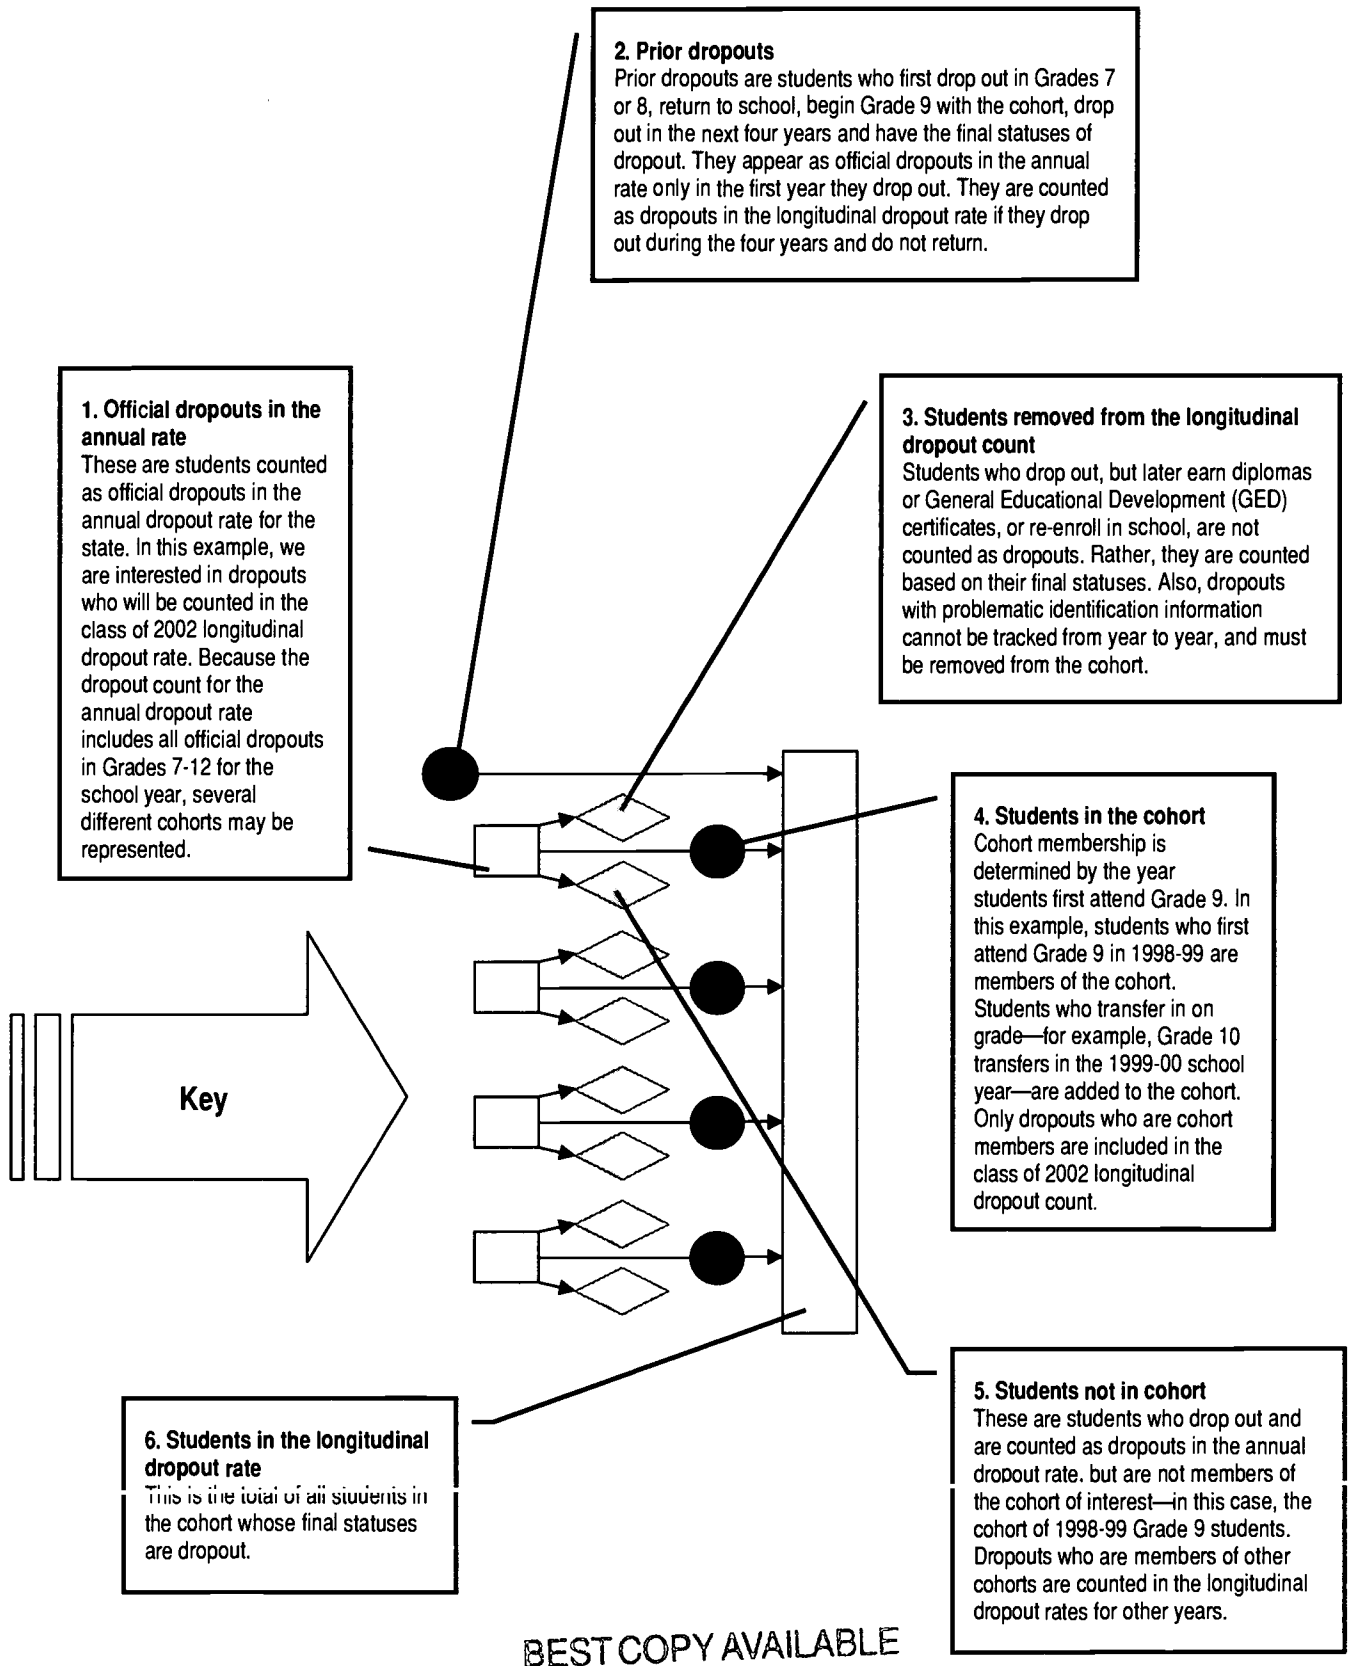 2. Prior dropouts
Prior dropouts are students who first drop out in Grades 7
or 8, return to school, begin Grade 9 with the cohort, drop
out in the next four years and have the final statuses of
dropout. They appear as official dropouts in the annual
rate only in the first year they drop out. They are counted
as dropouts in the longitudinal dropout rate if they drop
out during the four years and do not return.
1. Official dropouts in the
annual rate
These are students counted
as official dropouts in the
annual dropout rate for the
state. In this example, we
are interested in dropouts
who will be counted in the
class of 2002 longitudinal
dropout rate. Because the
dropout count for the
annual dropout rate
includes all official dropouts
in Grades 7-12 for the
school year, several
different cohorts may be
represented.
3. Students removed from the longitudinal
dropout count
Students who drop out, but later earn diplomas
or General Educational Development (GED)
certificates, or re-enroll in school, are not
counted as dropouts. Rather, they are counted
based on their final statuses. Also, dropouts
with problematic identification information
cannot be tracked from year to year, and must
be removed from the cohort.
4. Students in the cohort
Cohort membership is
determined by the year
students first attend Grade 9. In
this example, students who first
attend Grade 9 in 1998-99 are
members of the cohort.
Students who transfer in on
grade—for example, Grade 10
transfers in the 1999-00 school
year—are added to the cohort.
Only dropouts who are cohort
members are included in the
class of 2002 longitudinal
dropout count.
Key
5. Students not in cohort
These are students who drop out and
are counted as dropouts in the annual
dropout rate, but are not members of
the cohort of interest—in this case, the
cohort of 1998-99 Grade 9 students.
Dropouts who are members of other
cohorts are counted in the longitudinal
dropout rates for other years.
6. Students in the longitudinal
dropout rate
This is the total of all students in
the cohort whose final statuses
are dropout.
BEST COPY AVAILABLE